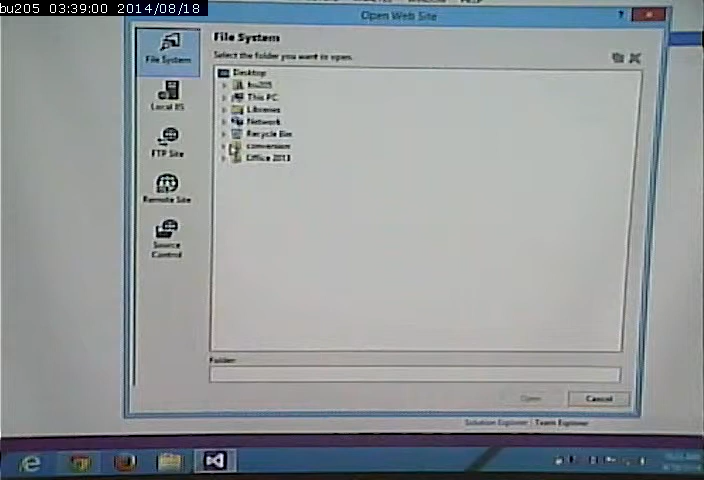 bu205 03:39:00 2014/08/18
Open Web Site
?
File System
File System
Select the folder you want to open.
Desktop
bu205
This PC
Local IIS
Libraries
Network
Recycle Bin
conversion
FTP Site
Office 2013
Remote Site
Source
Control
Folder:
Open
Cancel
Solution Explorer Team Explorer